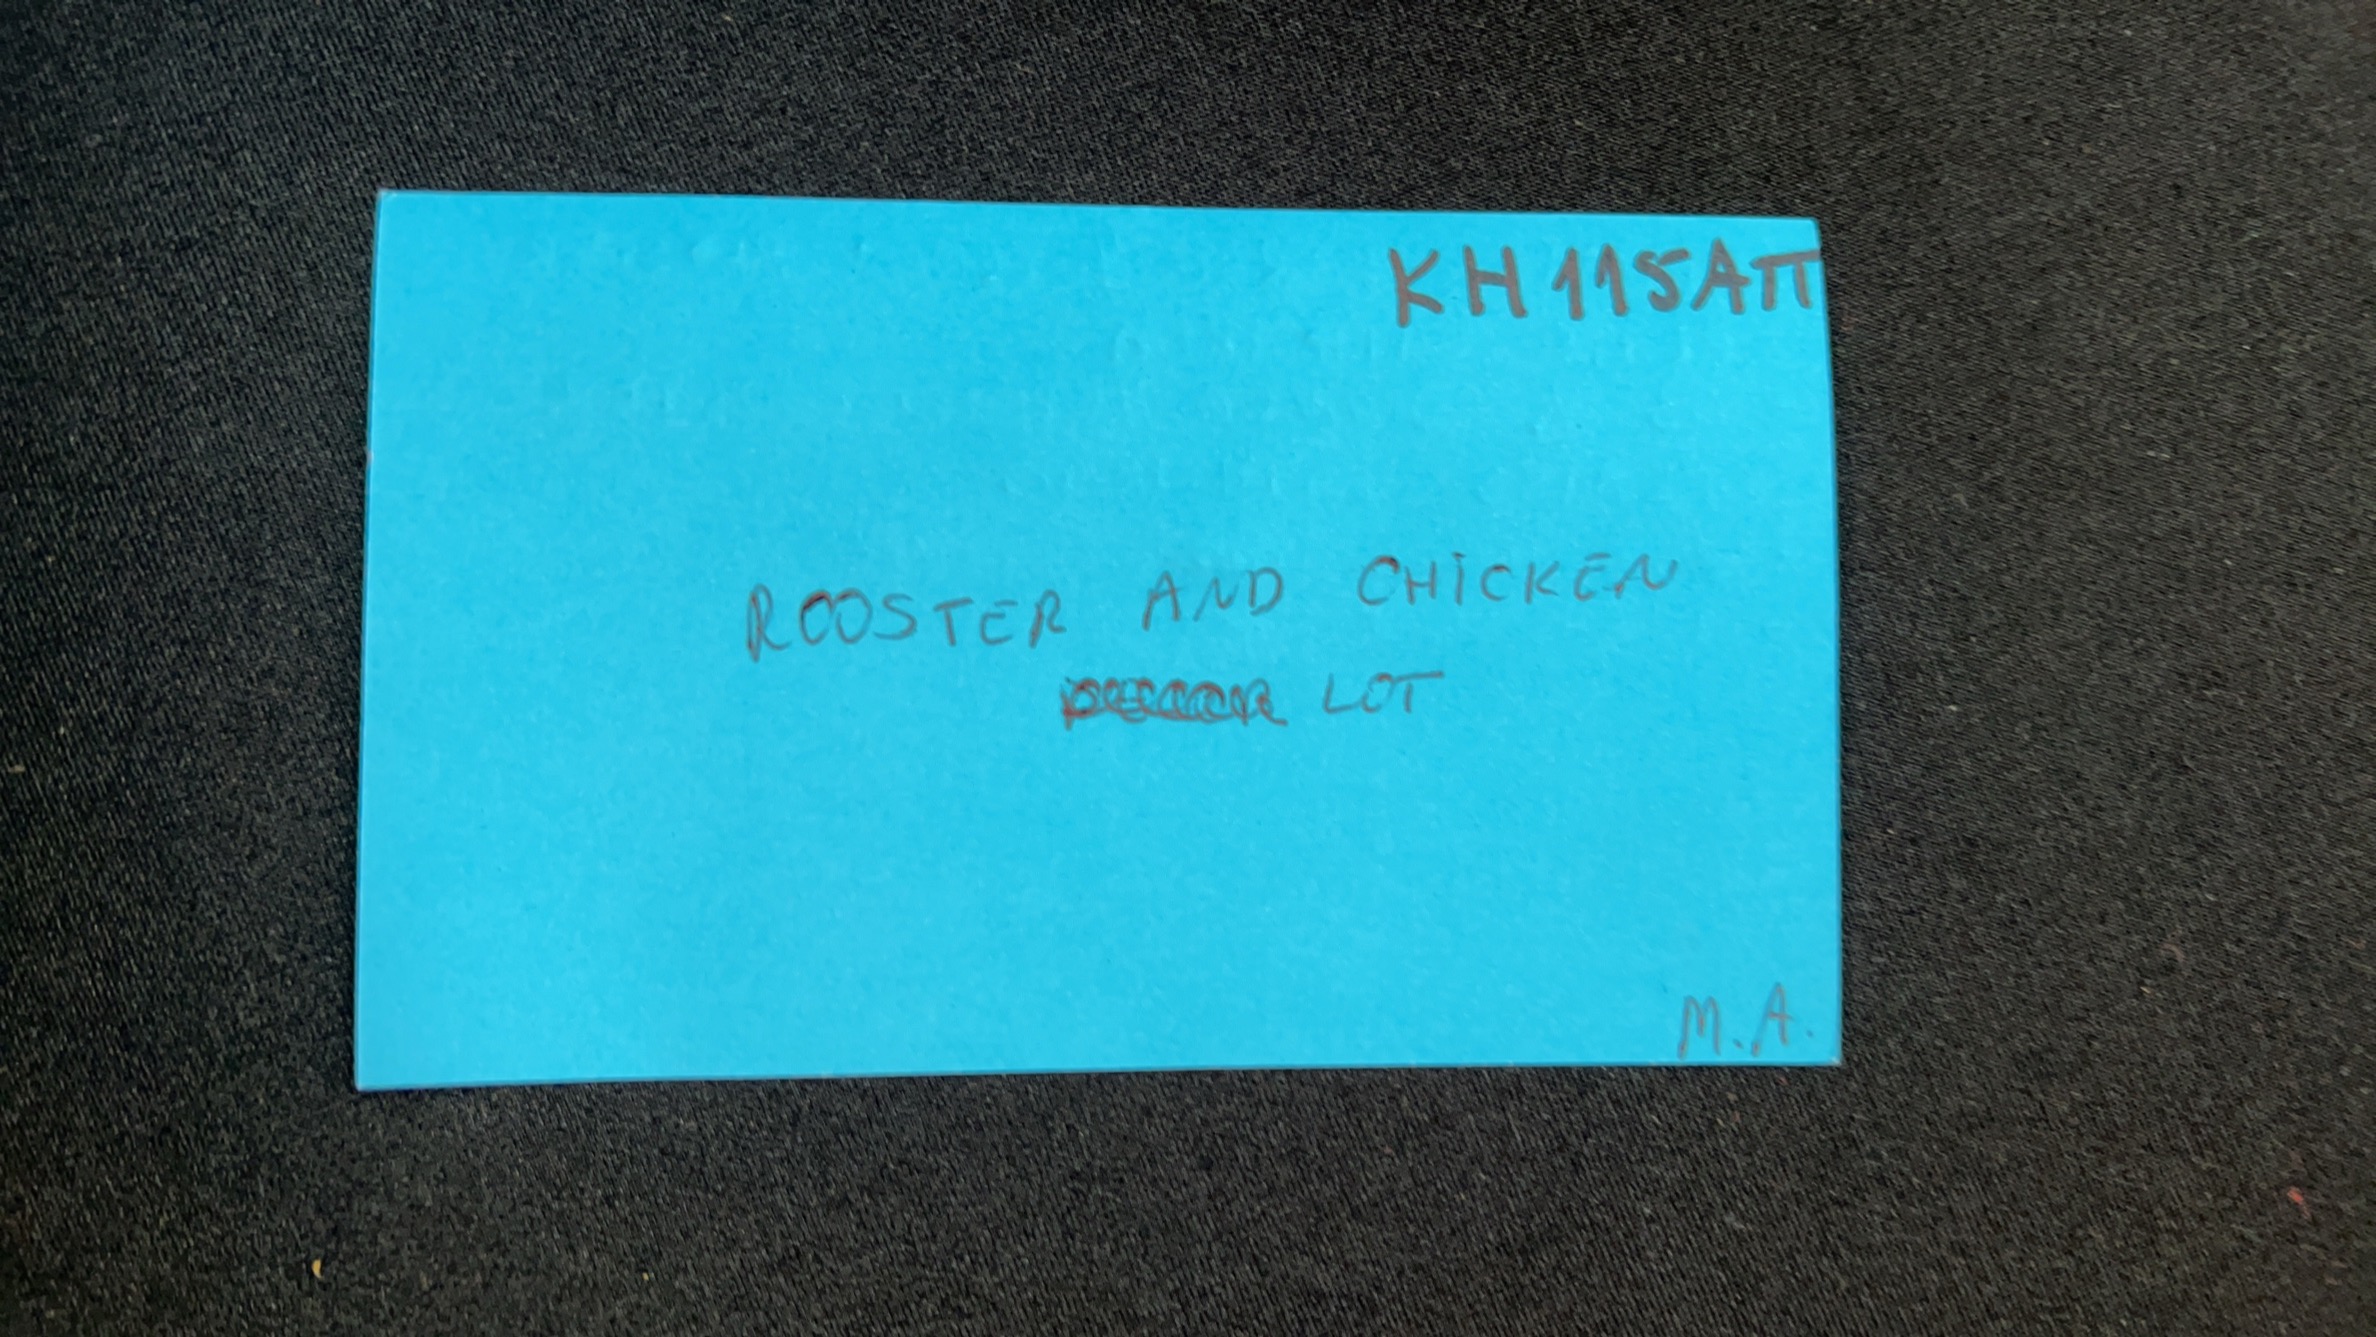 KH115AΠ
ROOSTER AND CHICKEN
LOT
M.A.